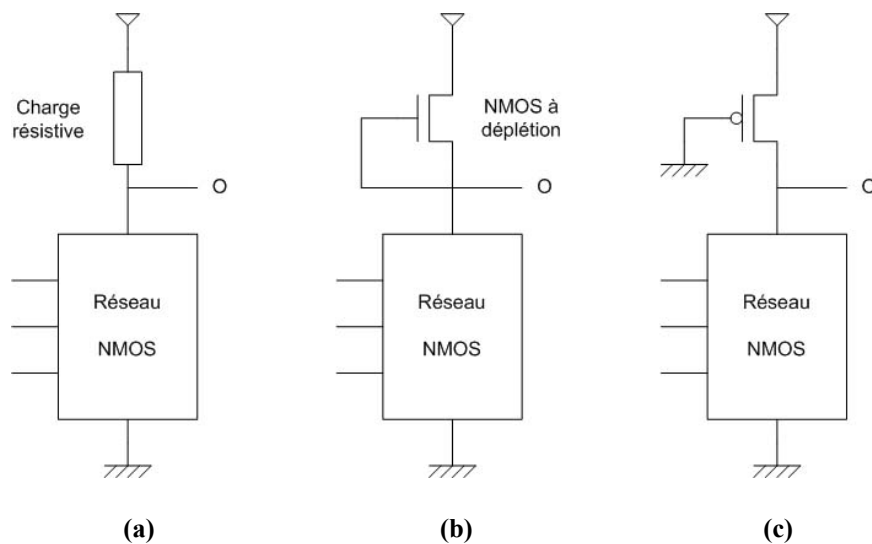 Charge
résistive
NMOS à
déplétion
O
O
O
Réseau
NMOS
Réseau
NMOS
Réseau
NMOS
(a)
(b)
(c)